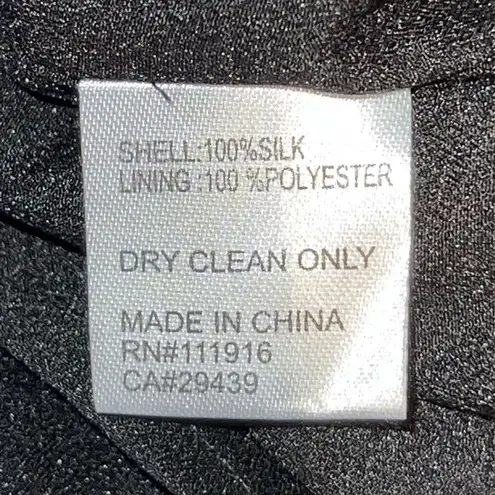 SHELL:100%SILK
LINING :100 %POLYESTER
DRY CLEAN ONLY
MADE IN CHINA
RN#111916
CA#29439